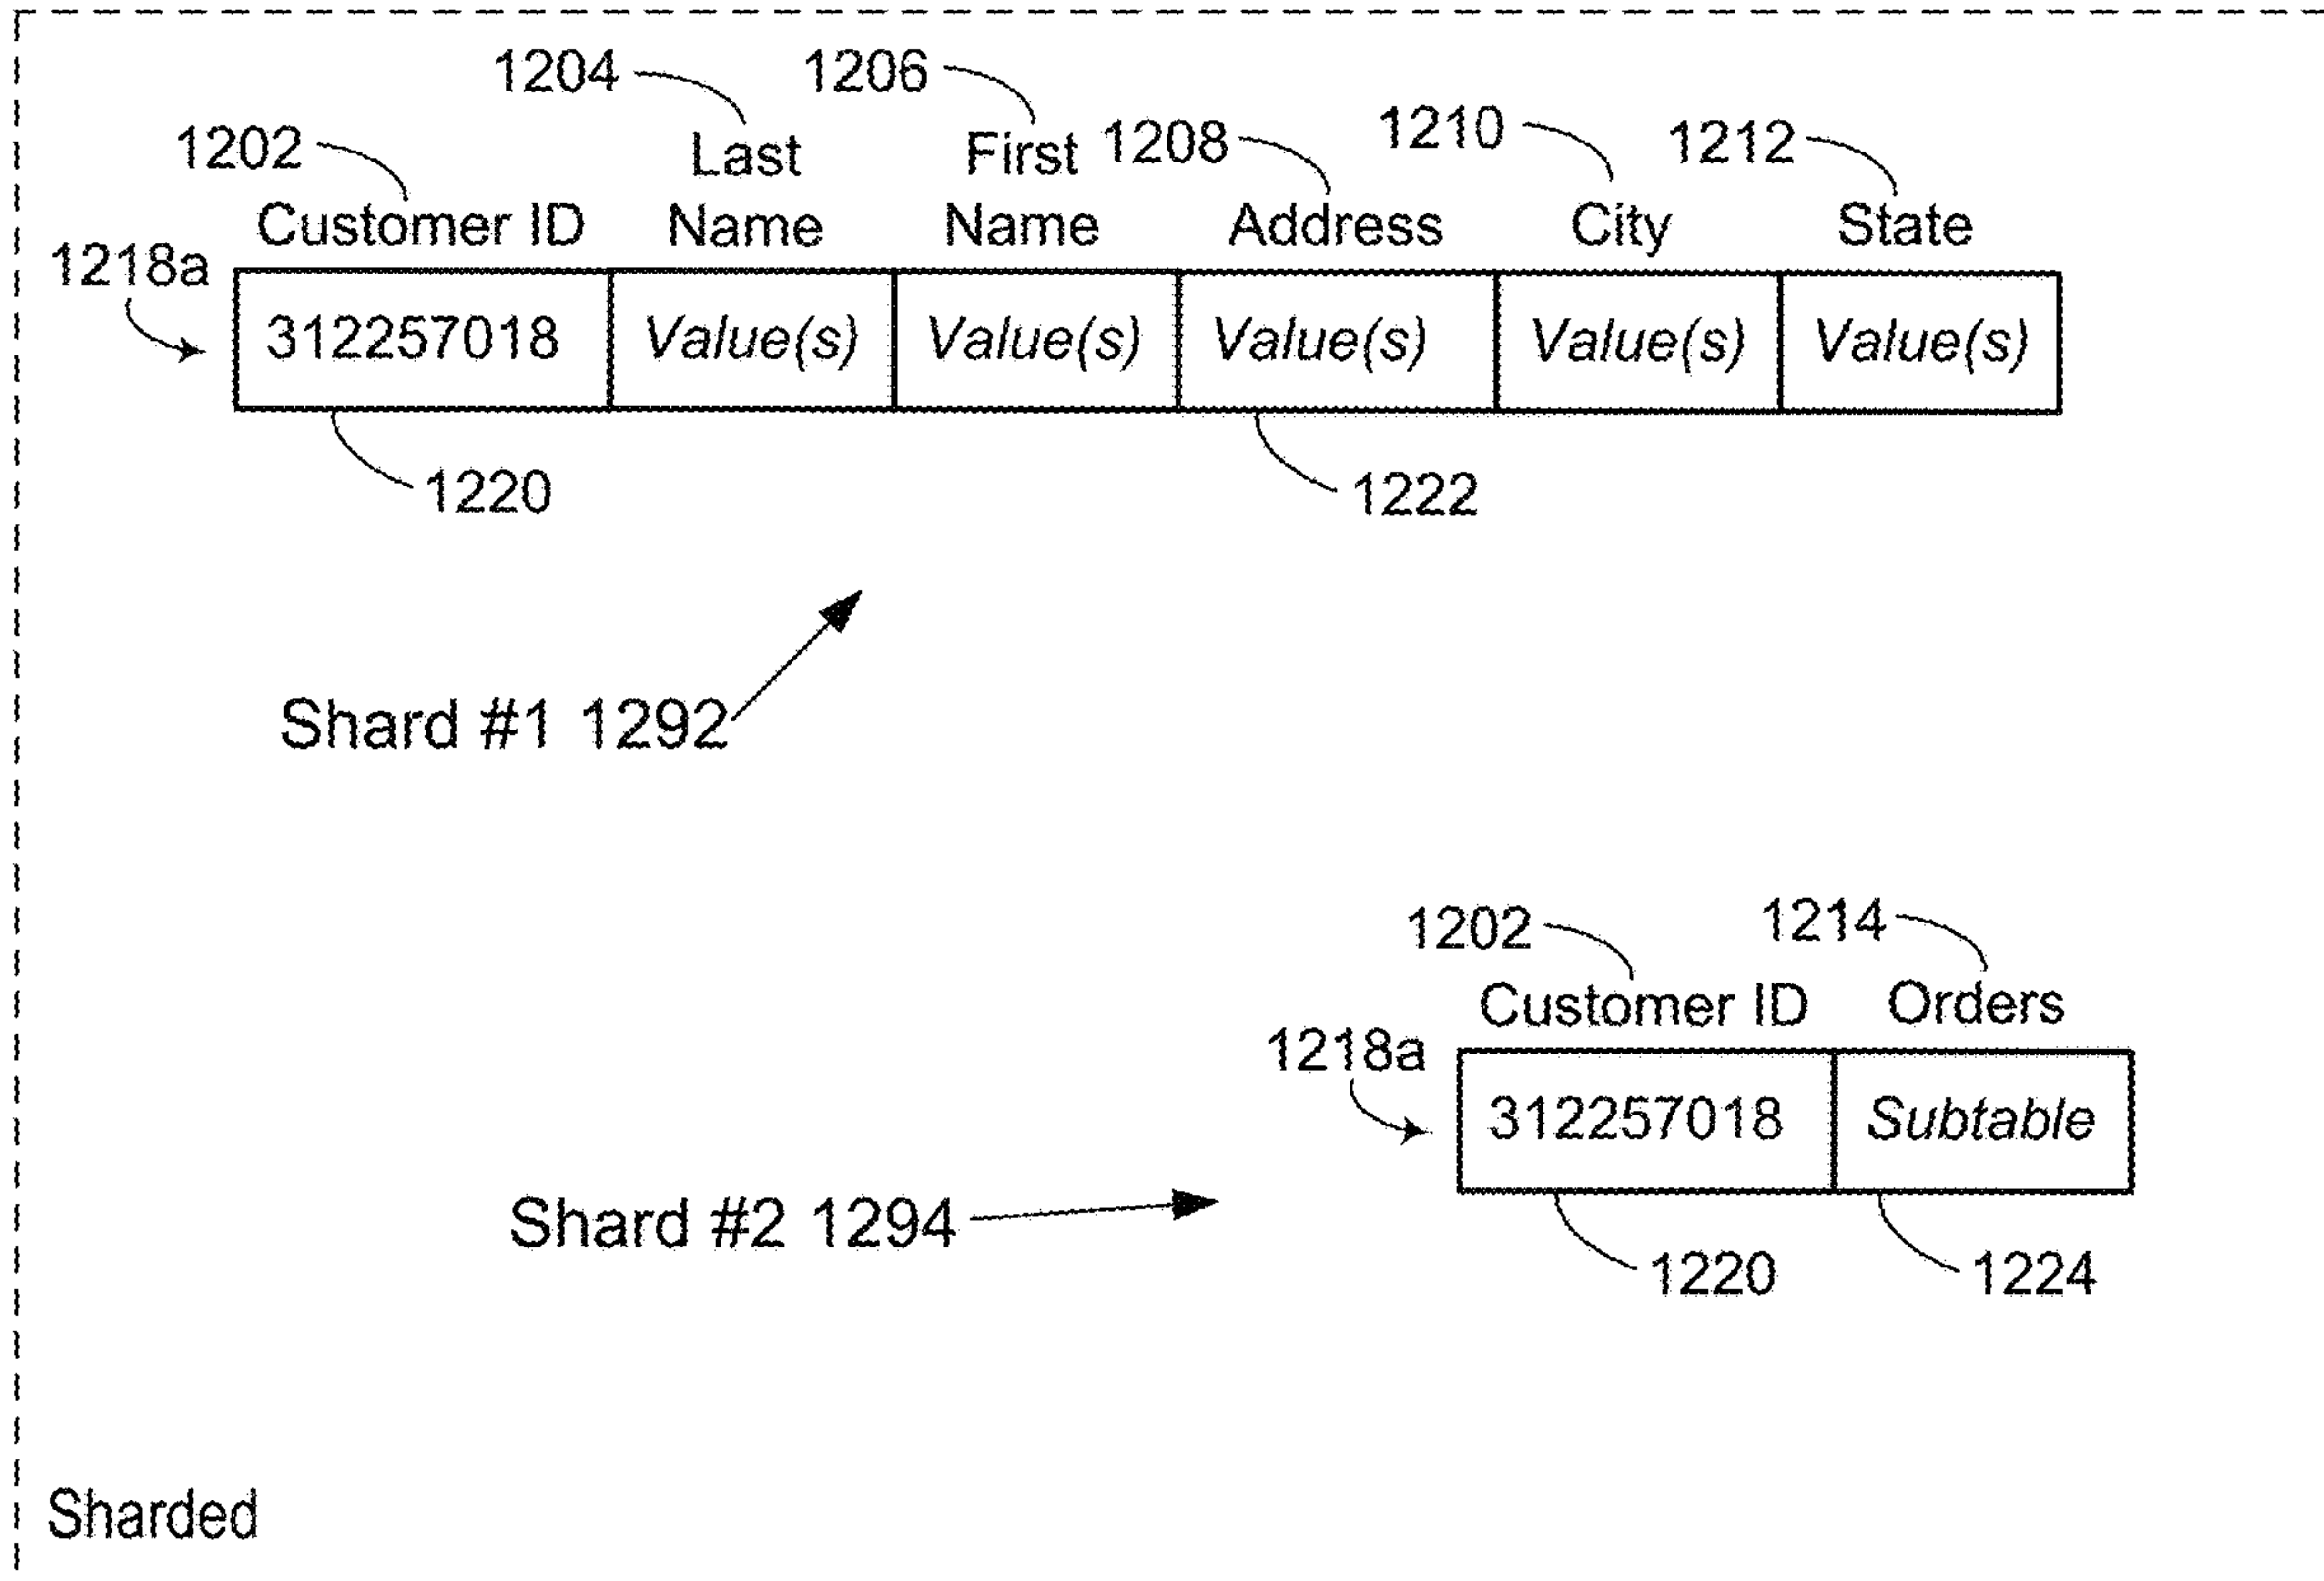 1204 1206
1202 Last First 1208 1210 1212
Customer ID Name Name Address City State
1218a
312257018 Value(s) Value(s) Value(s) Value(s) Value(s)
1220 1222
Shard #1 1292
1202 1214
Customer ID Orders
1218a
312257018 Subtable
Shard #2 1294
1220 1224
Sharded